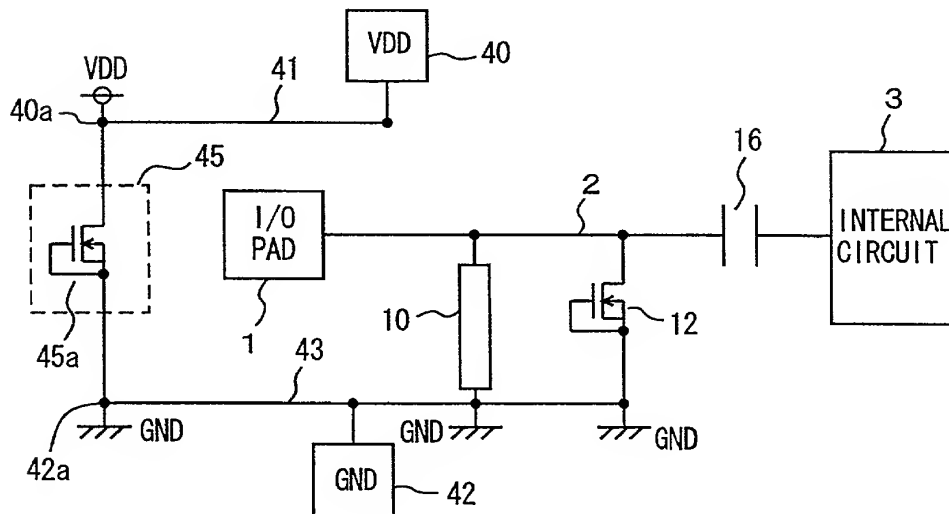 VDD
40
VDD
41
40a
3
45
16
2
I/O
PAD
INTERNAL
CIRCUIT
10
12
45a
1
43
GND
GND
GND
42a
GND
42